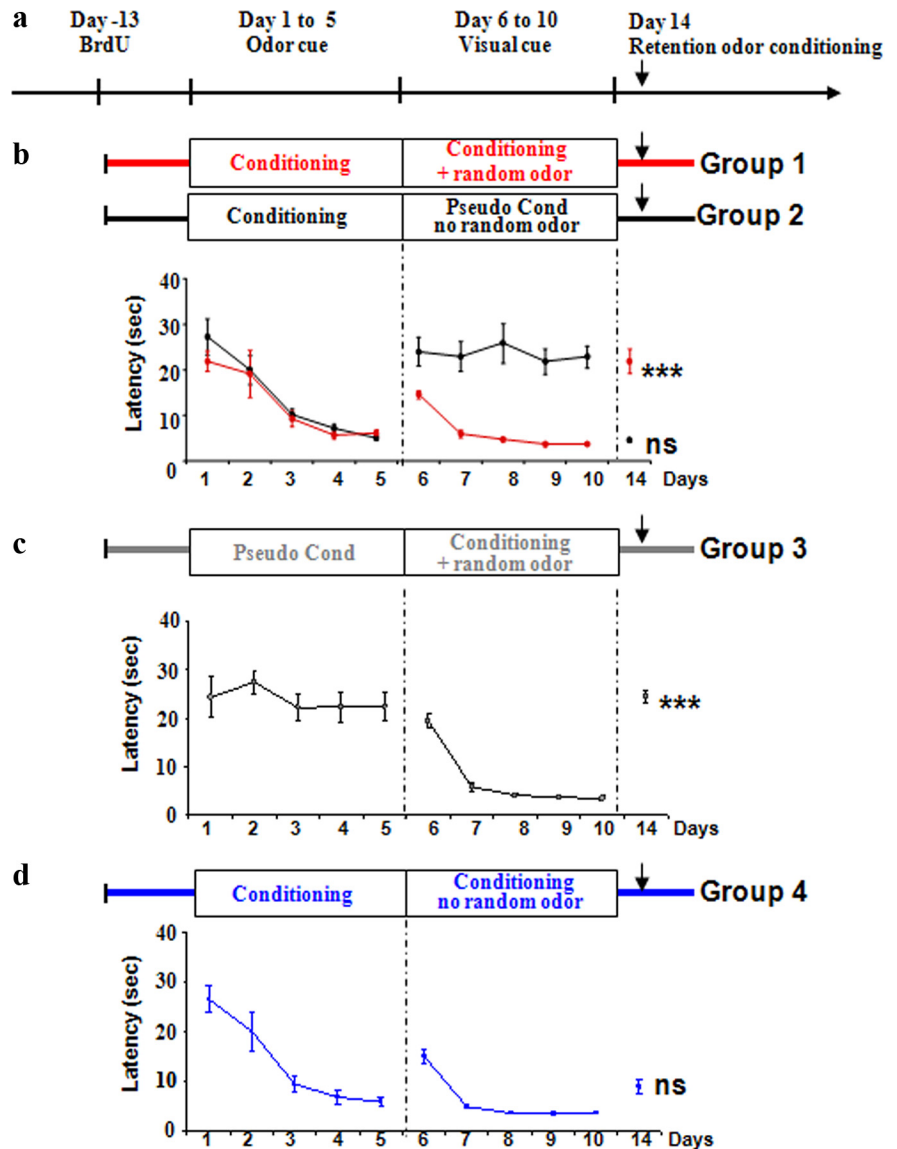 a
Day -13
BrdU
Day 1 to 5
Odor cue
Day 6 to 10
Visual cue
Day 14
Retention odor conditioning
b
Conditioning
Conditioning
+ random odor
Group 1
Conditioning
Pseudo Cond
no random odor
Group 2
Latency (sec)
40
30
20
10
0
***
ns
1 2 3 4 5 6 7 8 9 10 14 Days
c
Pseudo Cond
Conditioning
+ random odor
Group 3
Latency (sec)
40
30
20
10
0
***
1 2 3 4 5 6 7 8 9 10 14 Days
d
Conditioning
Conditioning
no random odor
Group 4
Latency (sec)
40
30
20
10
0
ns
1 2 3 4 5 6 7 8 9 10 14 Days